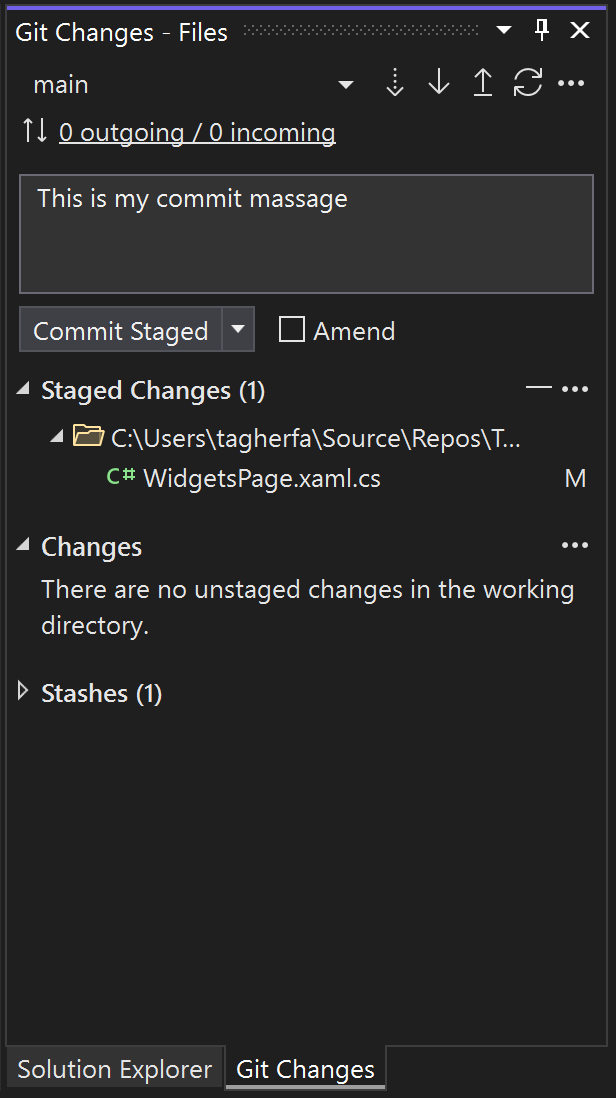 Git Changes - Files
main
0 outgoing / 0 incoming
This is my commit massage
Commit Staged
Amend
Staged Changes (1)
C:\Users\tagherfa\Source\Repos\T...
C# WidgetsPage.xaml.cs M
Changes
There are no unstaged changes in the working
directory.
Stashes (1)
Solution Explorer
Git Changes